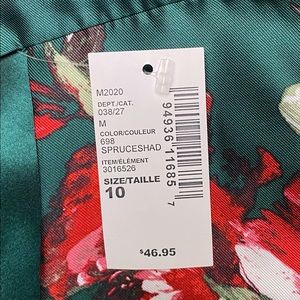 M2020
DEPT./CAT.
038/27
M
COLOR/COULEUR
698
SPRUCESHAD
ITEM/ÉLÉMENT
3016526
SIZE/TAILLE
10
$46.95
94936 11685 7